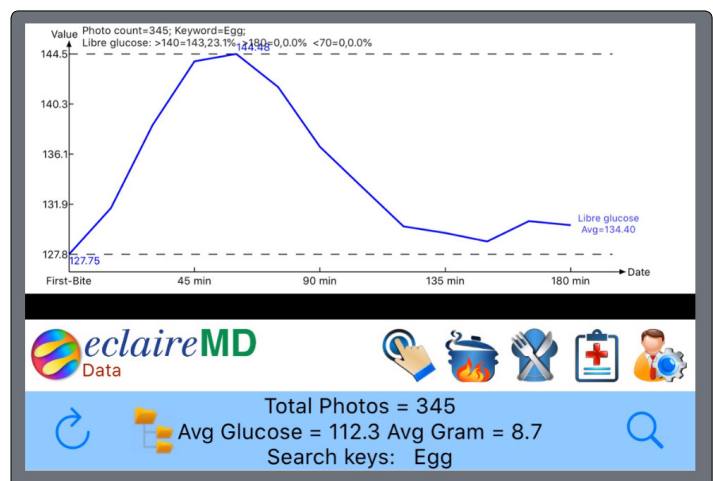 Value
Photo count=345; Keyword=Egg;
Libre glucose: >140=143,23.1% >180=0,0.0% <70=0,0.0%
144.48
144.5
140.3
136.1
131.9
127.8
127.75
Libre glucose
Avg=134.40
Date
First-Bite 45 min 90 min 135 min 180 min
eclaireMD
Data
Total Photos = 345
Avg Glucose = 112.3 Avg Gram = 8.7
Search keys: Egg